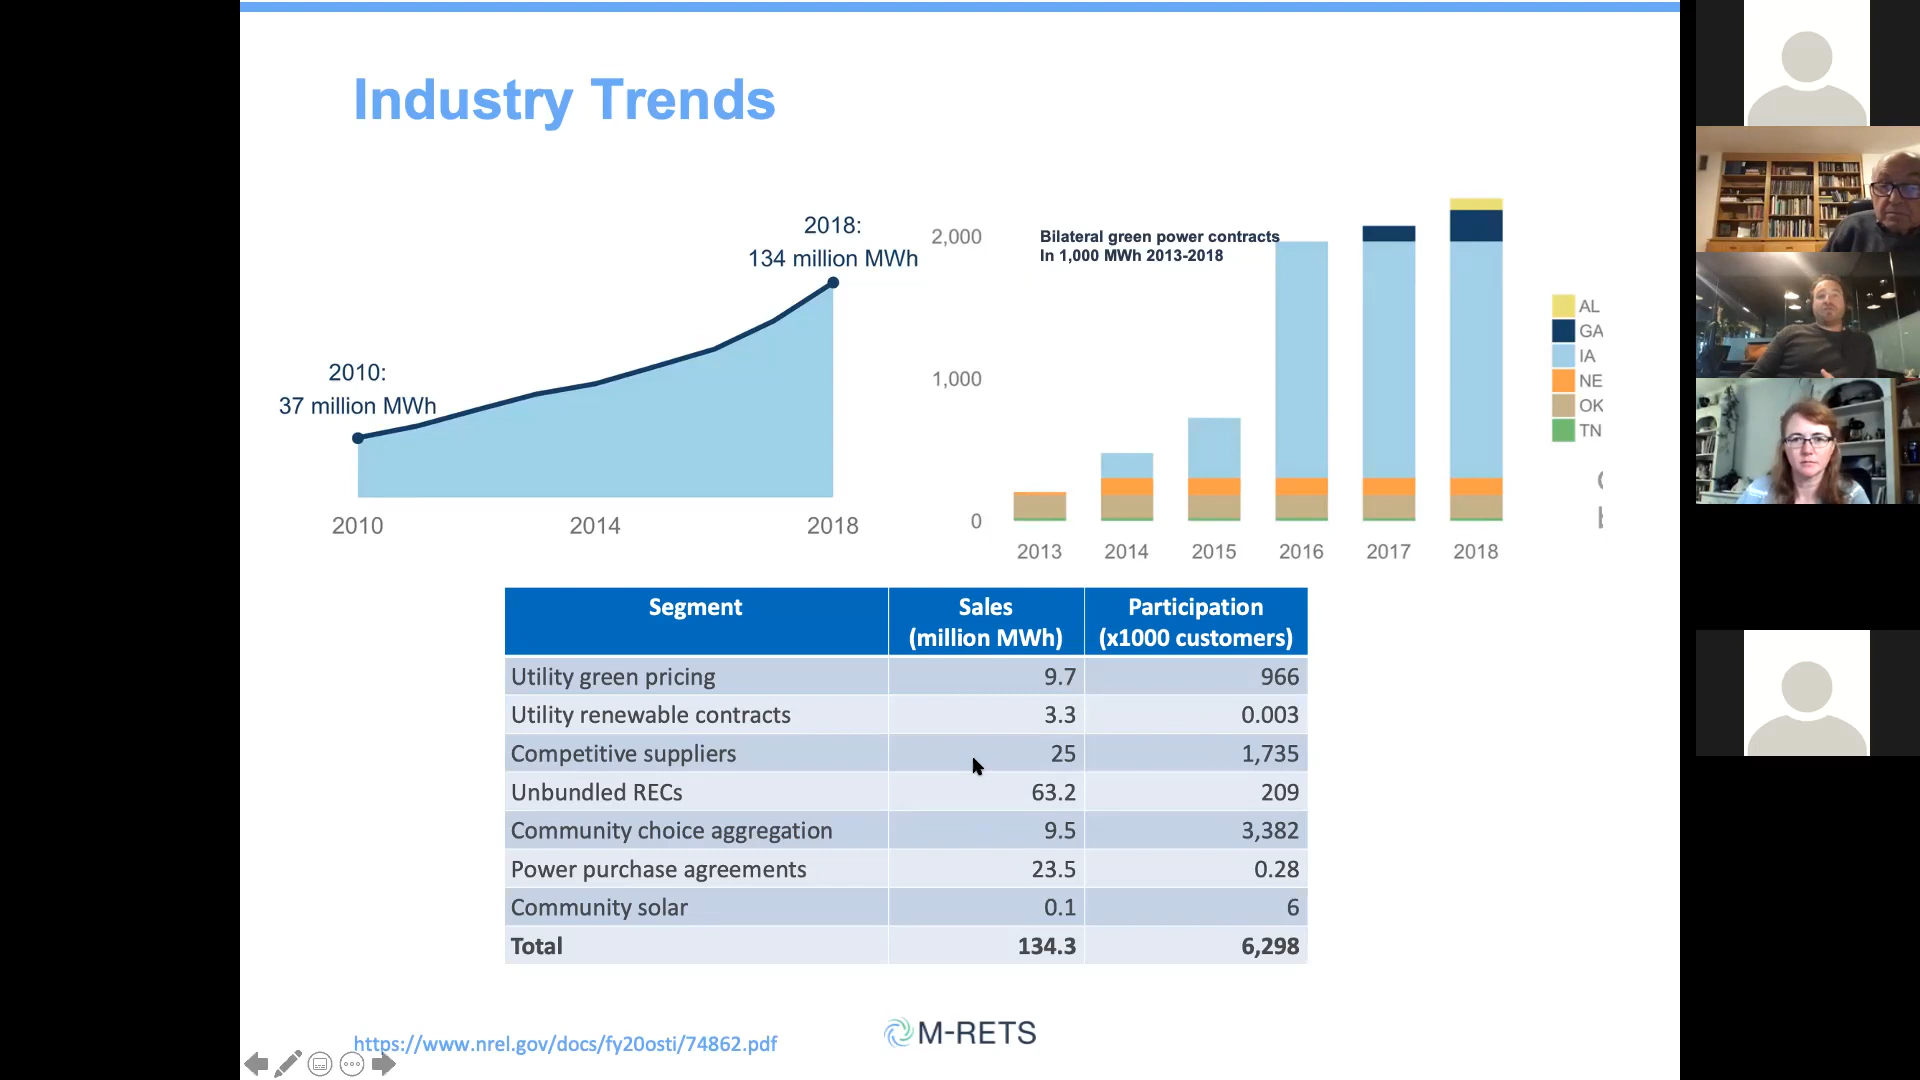 Industry Trends
2018:
134 million MWh
2010:
37 million MWh
2010
2014
2018
2,000
1,000
0
Bilateral green power contracts
In 1,000 MWh 2013-2018
2013
2014
2015
2016
2017
2018
AL
GA
IA
NE
OK
TN
Segment
Sales
(million MWh)
Participation
(x1000 customers)
Utility green pricing 9.7 966
Utility renewable contracts 3.3 0.003
Competitive suppliers 25 1,735
Unbundled RECs 63.2 209
Community choice aggregation 9.5 3,382
Power purchase agreements 23.5 0.28
Community solar 0.1 6
Total 134.3 6,298
https://www.nrel.gov/docs/fy20osti/74862.pdf
M-RETS